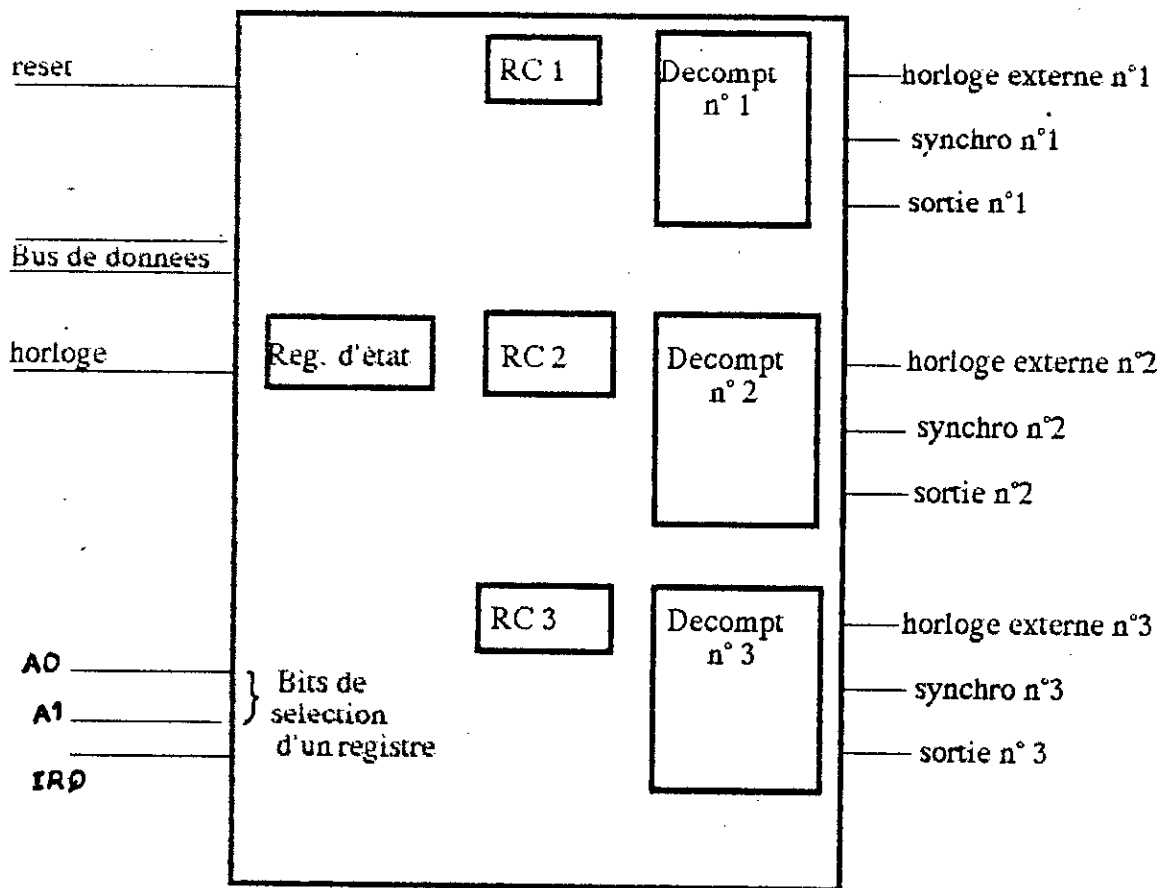 reset
Bus de donnees
horloge
A0
A1
IRQ
Bits de
selection
d'un registre
Reg. d'état
RC 1
Decompt
n° 1
RC 2
Decompt
n° 2
RC 3
Decompt
n° 3
horloge externe n°1
synchro n°1
sortie n°1
horloge externe n°2
synchro n°2
sortie n°2
horloge externe n°3
synchro n°3
sortie n° 3